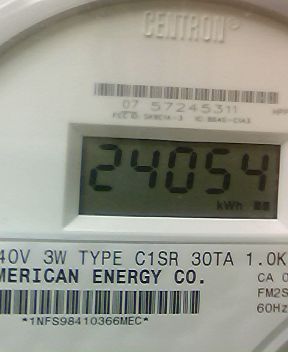 CENTRON®
07 57245311
24054
kWh
40V 3W TYPE C1SR 30TA 1.0K
MERICAN ENERGY CO.
CA 0
FM2S
60Hz
*1NFS98410366MEC*